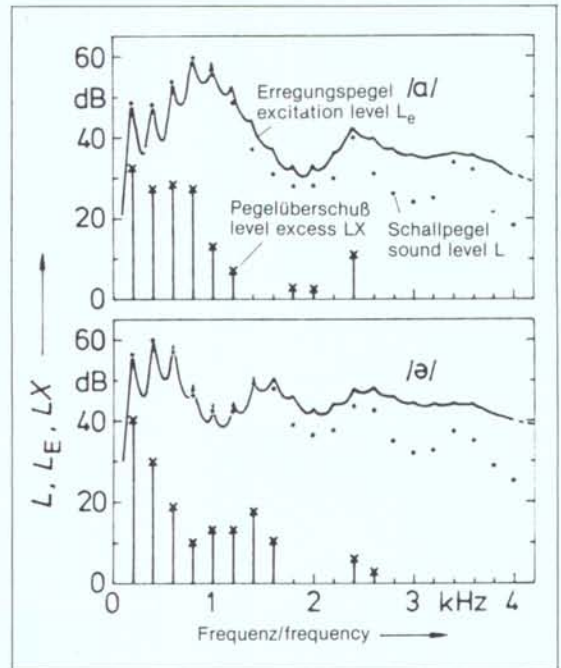 60
dB
40
20
0
Erregungspegel
excitation level Lₑ
/ɑ/
Pegelüberschuß
level excess LX
Schallpegel
sound level L
L, L_E, LX
60
dB
40
20
0
/ə/
0 1 2 3 kHz 4
Frequenz/frequency